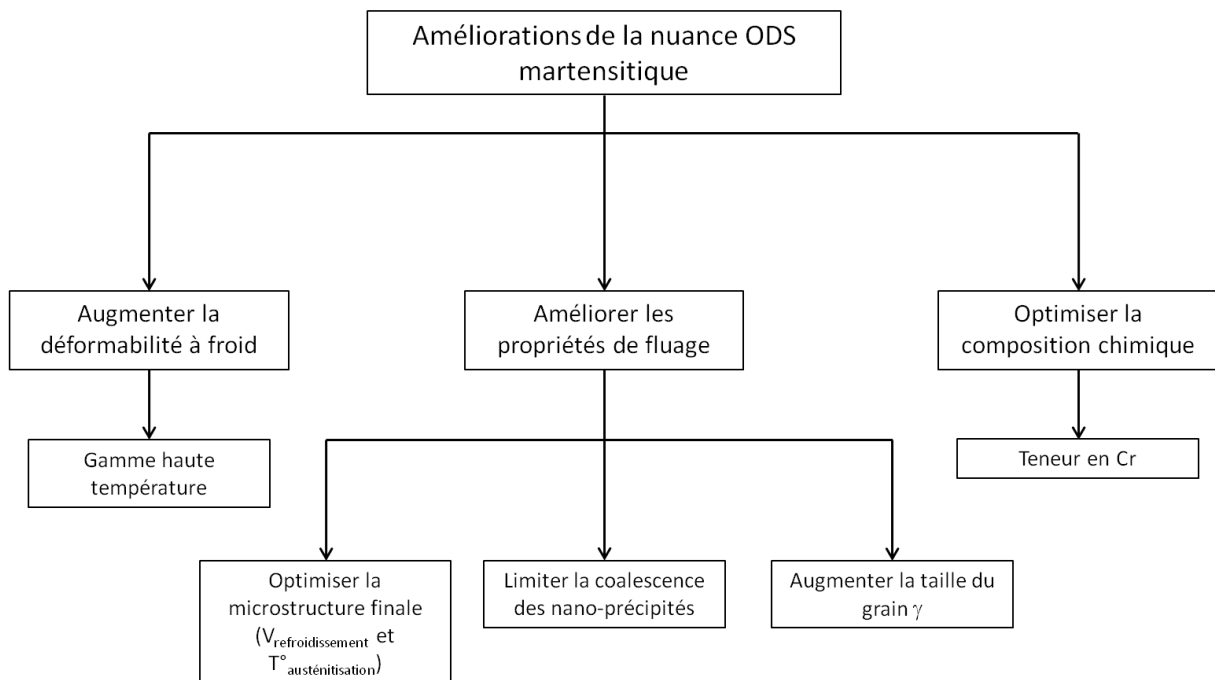 Améliorations de la nuance ODS
martensitique
Augmenter la
déformabilité à froid
Améliorer les
propriétés de fluage
Optimiser la
composition chimique
Gamme haute
température
Teneur en Cr
Optimiser la
microstructure finale
(Vrefroidissement et
T°austénitisation)
Limiter la coalescence
des nano-précipités
Augmenter la taille du
grain γ